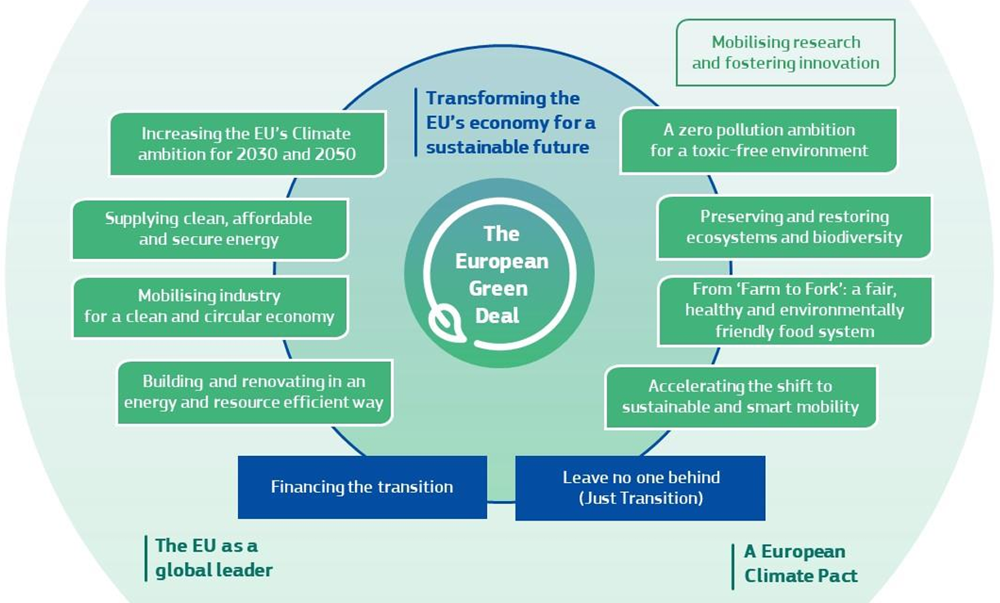 Mobilising research
and fostering innovation
Transforming the
EU’s economy for a
sustainable future
Increasing the EU’s Climate
ambition for 2030 and 2050
A zero pollution ambition
for a toxic-free environment
Supplying clean, affordable
and secure energy
Preserving and restoring
ecosystems and biodiversity
The
European
Green
Deal
Mobilising industry
for a clean and circular economy
From ‘Farm to Fork’: a fair,
healthy and environmentally
friendly food system
Building and renovating in an
energy and resource efficient way
Accelerating the shift to
sustainable and smart mobility
Financing the transition
Leave no one behind
(Just Transition)
The EU as a
global leader
A European
Climate Pact